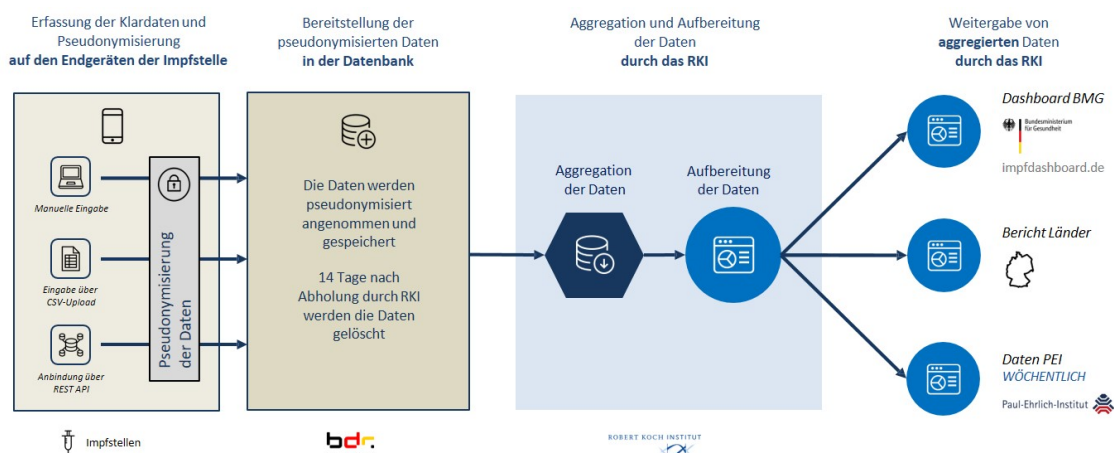 Erfassung der Klardaten und
Pseudonymisierung
auf den Endgeräten der Impfstelle
Bereitstellung der
pseudonymisierten Daten
in der Datenbank
Aggregation und Aufbereitung
der Daten
durch das RKI
Weitergabe von
aggregierten Daten
durch das RKI
Manuelle Eingabe
Eingabe über
CSV-Upload
Anbindung über
REST API
Pseudonymisierung
der Daten
Die Daten werden
pseudonymisiert
angenommen und
gespeichert
14 Tage nach
Abholung durch RKI
werden die Daten
gelöscht
Aggregation
der Daten
Aufbereitung
der Daten
Dashboard BMG
Bundesministerium
für Gesundheit
impfdashboard.de
Bericht Länder
Daten PEI
WÖCHENTLICH
Paul-Ehrlich-Institut
Impfstellen
bdr.
ROBERT KOCH INSTITUT